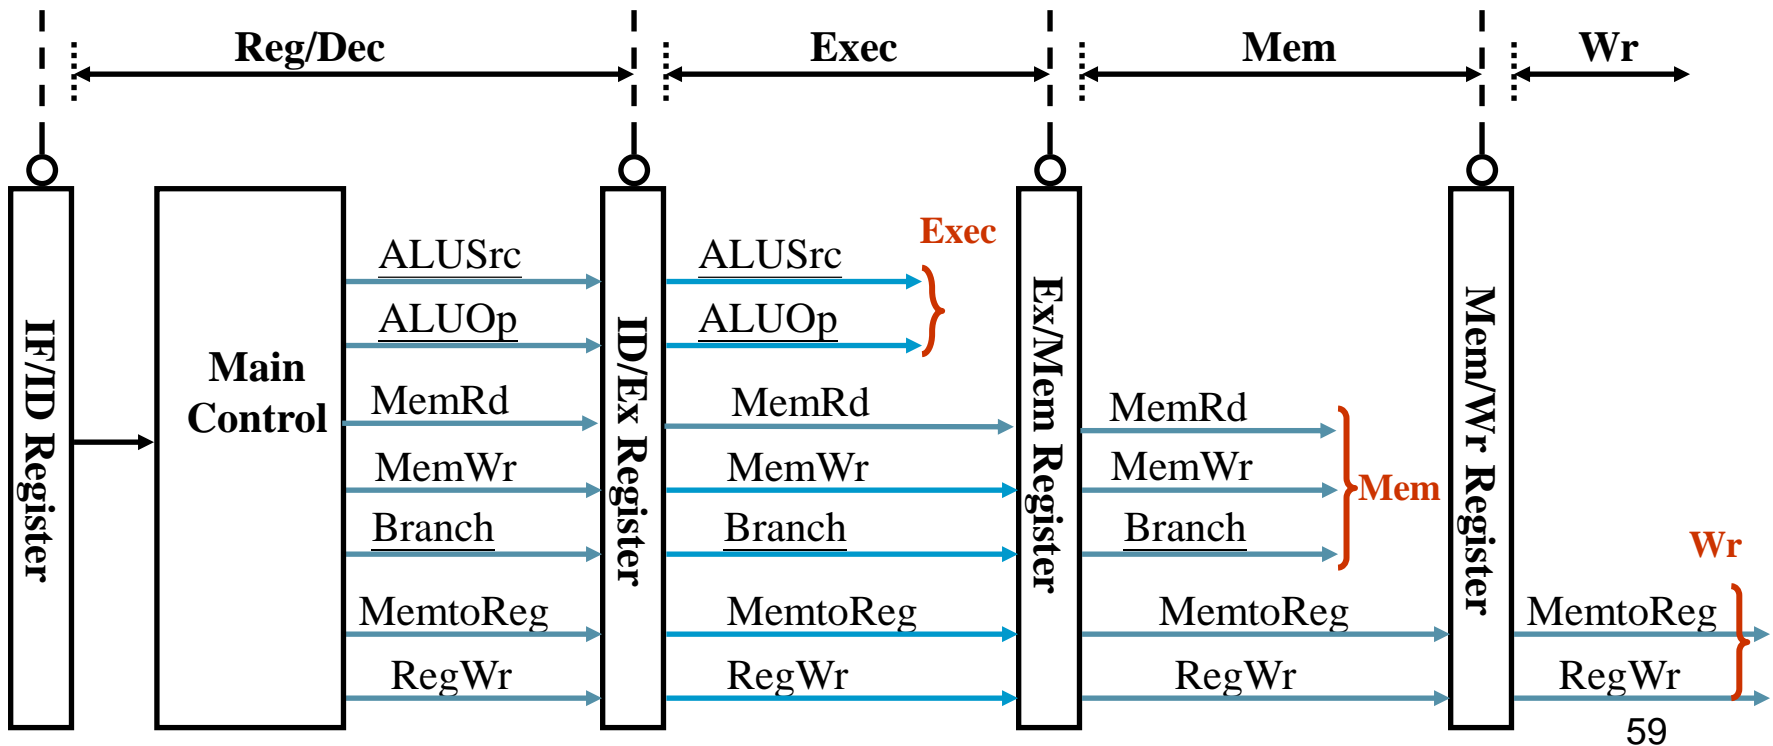 Reg/Dec
Exec
Mem
Wr
IF/ID Register
Main
Control
ALUSrc
ALUOp
MemRd
MemWr
Branch
MemtoReg
RegWr
ID/Ex Register
ALUSrc
ALUOp
MemRd
MemWr
Branch
MemtoReg
RegWr
Exec
Ex/Mem Register
MemRd
MemWr
Branch
MemtoReg
RegWr
Mem
Mem/Wr Register
Wr
MemtoReg
RegWr
59